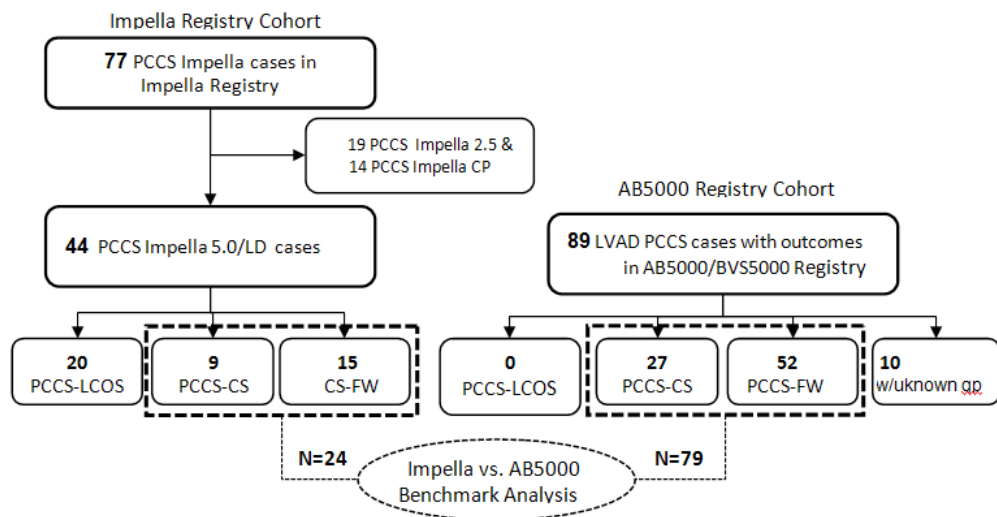 Impella Registry Cohort
77 PCCS Impella cases in
Impella Registry
19 PCCS Impella 2.5 &
14 PCCS Impella CP
44 PCCS Impella 5.0/LD cases
20
PCCS-LCOS
9
PCCS-CS
15
CS-FW
AB5000 Registry Cohort
89 LVAD PCCS cases with outcomes
in AB5000/BVS5000 Registry
0
PCCS-LCOS
27
PCCS-CS
52
PCCS-FW
10
w/uknown gp
N=24
Impella vs. AB5000
Benchmark Analysis
N=79